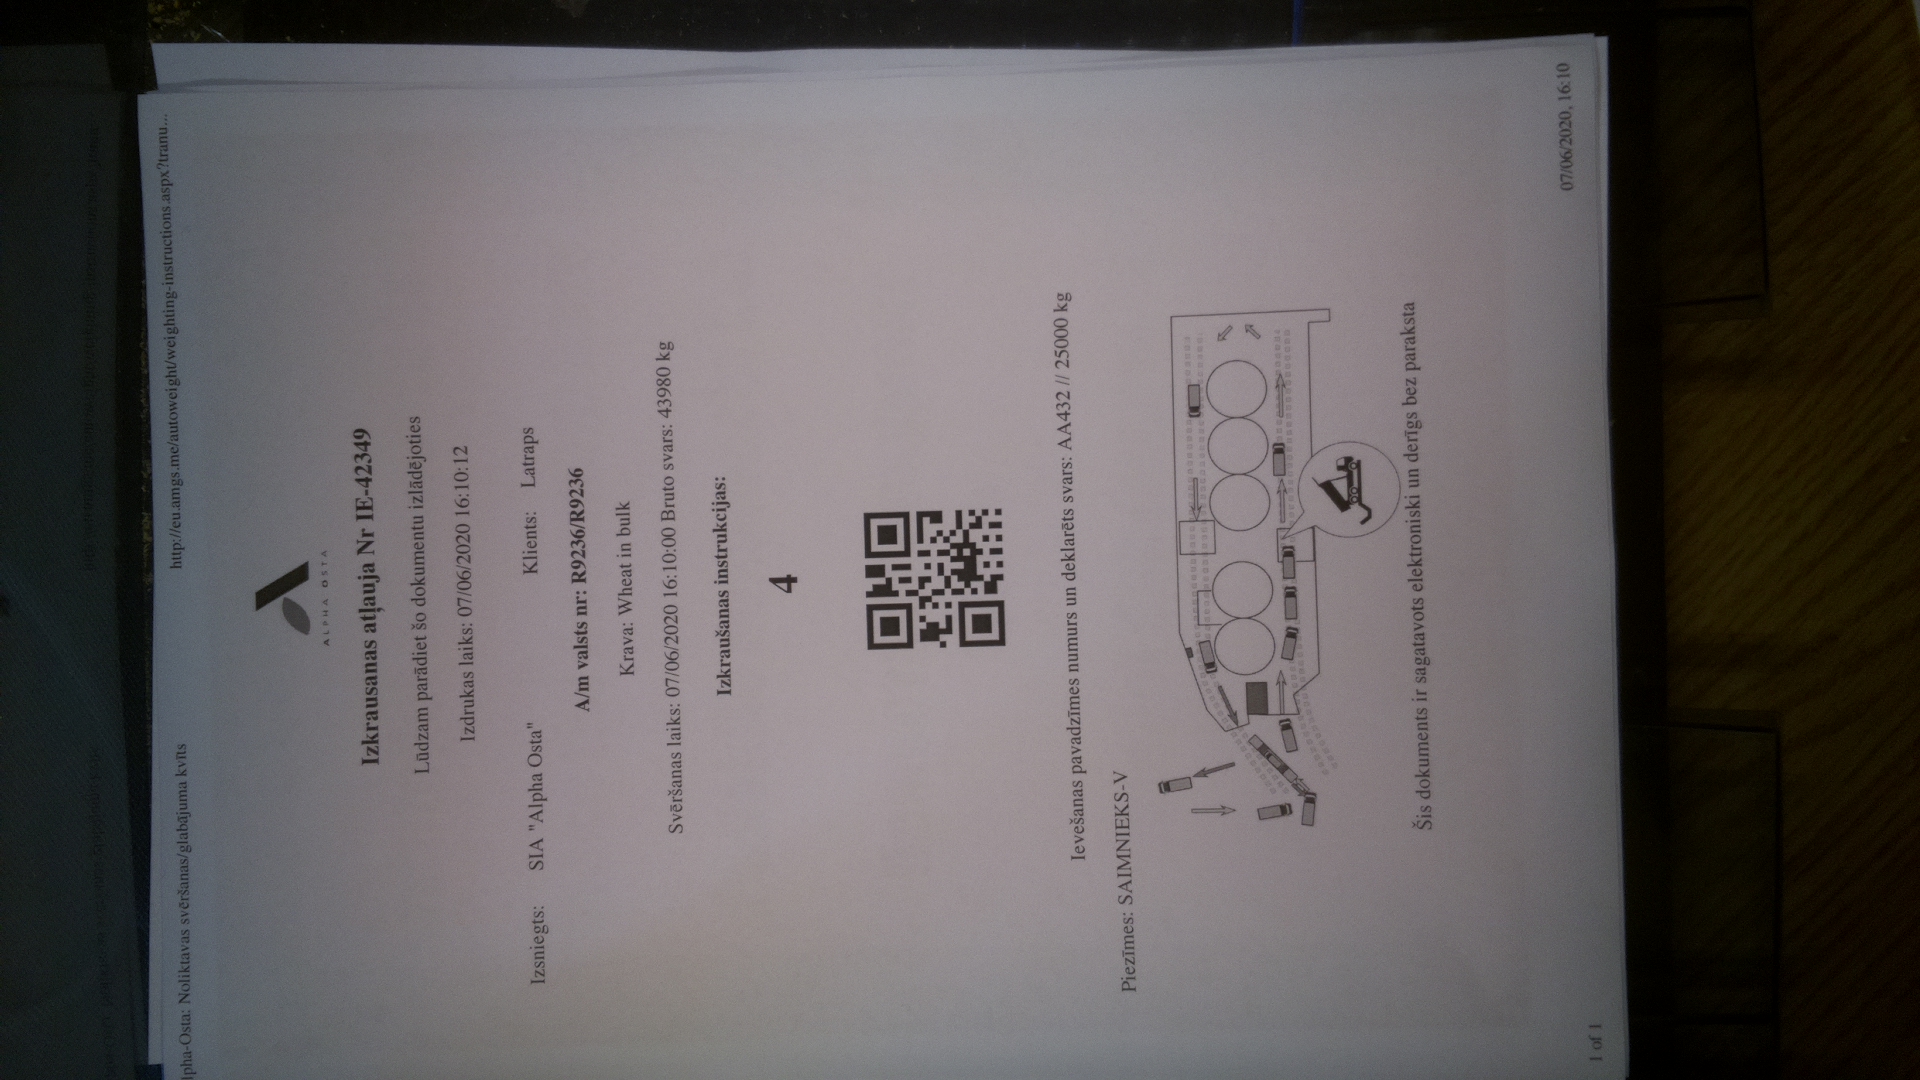 lpha-Osta: Noliktavas svēršanas/glabājuma kvīts http://eu.amgs.me/autoweight/weighting-instructions.aspx?tranu...
ALPHA OSTA
Izkraušanas atļauja Nr IE-42349
Lūdzam parādiet šo dokumentu izlādējoties
Izdrukas laiks: 07/06/2020 16:10:12
Izsniegts: SIA "Alpha Osta" Klients: Latraps
A/m valsts nr: R9236/R9236
Krava: Wheat in bulk
Svēršanas laiks: 07/06/2020 16:10:00 Bruto svars: 43980 kg
Izkraušanas instrukcijas:
4
Ievešanas pavadzīmes numurs un deklarēts svars: AA432 // 25000 kg
Piezīmes: SAIMNIEKS-V
Šis dokuments ir sagatavots elektroniski un derīgs bez paraksta
1 of 1 07/06/2020, 16:10